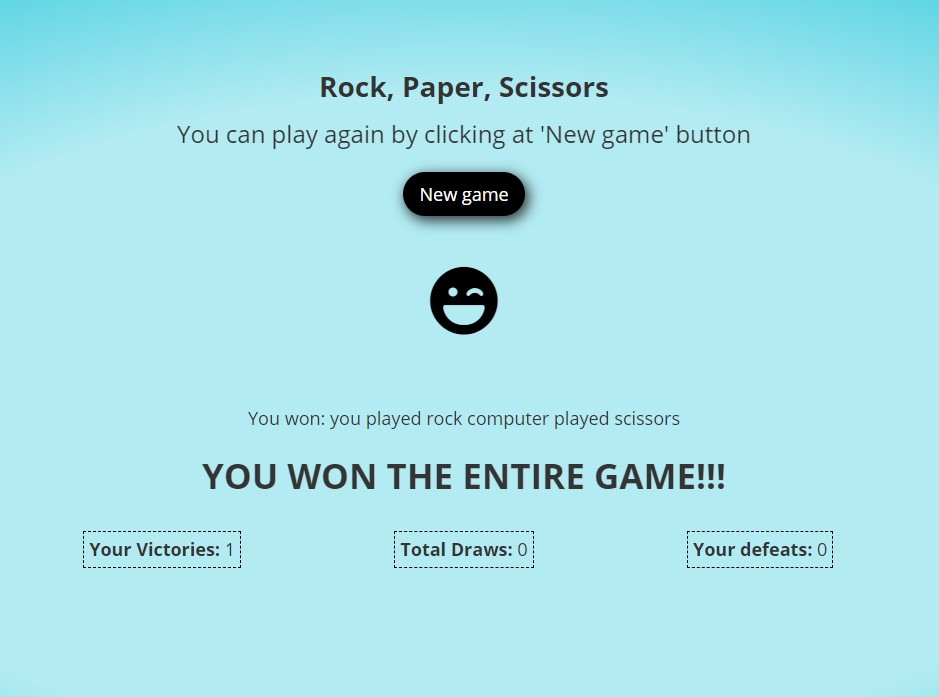 Rock, Paper, Scissors
You can play again by clicking at 'New game' button
New game
You won: you played rock computer played scissors
YOU WON THE ENTIRE GAME!!!
Your Victories: 1
Total Draws: 0
Your defeats: 0